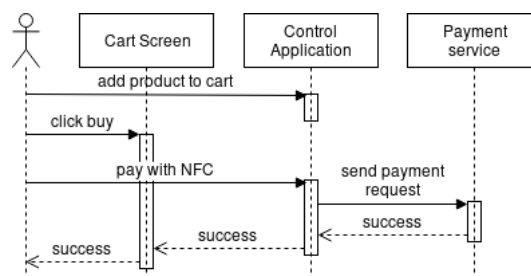 Cart Screen
Control
Application
Payment
service
add product to cart
click buy
pay with NFC
send payment
request
success
success
success